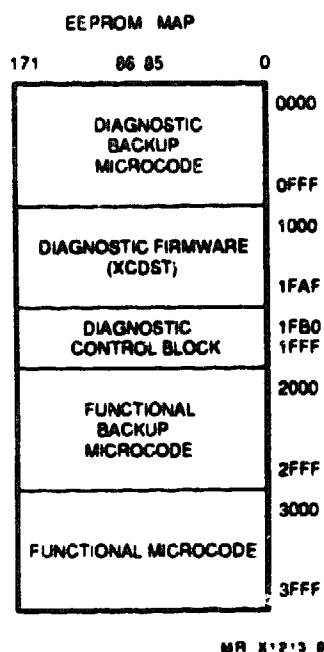 EEPROM MAP
171 86 85 0
DIAGNOSTIC
BACKUP
MICROCODE
0000
0FFF
DIAGNOSTIC FIRMWARE
(XCDST)
1000
1FAF
DIAGNOSTIC
CONTROL BLOCK
1FB0
1FFF
FUNCTIONAL
BACKUP
MICROCODE
2000
2FFF
FUNCTIONAL MICROCODE
3000
3FFF
MR